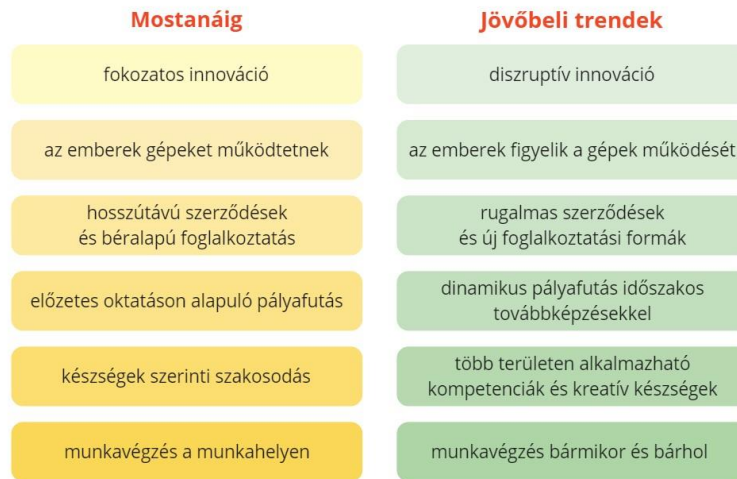 Mostanáig
Jövőbeli trendek
fokozatos innováció
diszruptív innováció
az emberek gépeket működtetnek
az emberek figyelik a gépek működését
hosszútávú szerződések
és béralapú foglalkoztatás
rugalmas szerződések
és új foglalkoztatási formák
előzetes oktatáson alapuló pályafutás
dinamikus pályafutás időszakos
továbbképzésekkel
készségek szerinti szakosodás
több területen alkalmazható
kompetenciák és kreatív készségek
munkavégzés a munkahelyen
munkavégzés bármikor és bárhol